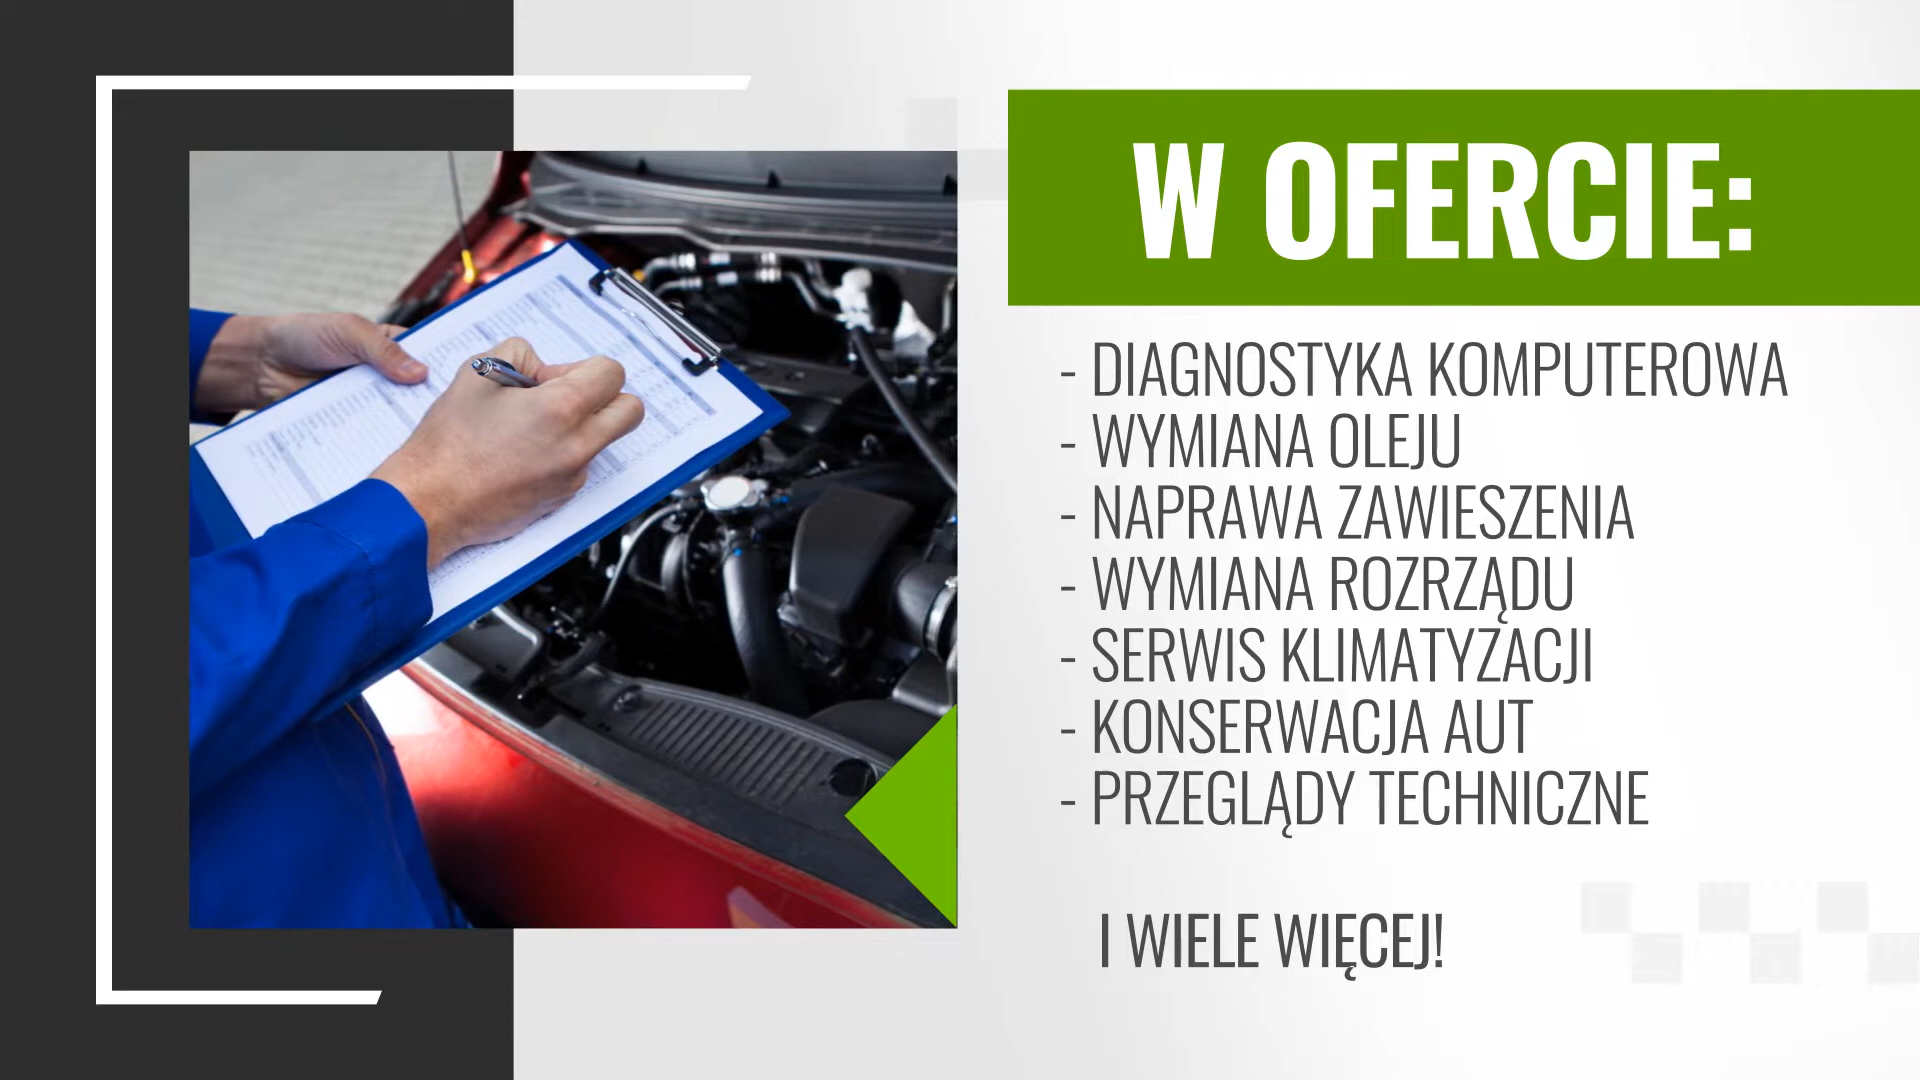 W OFERCIE:
- DIAGNOSTYKA KOMPUTEROWA
- WYMIANA OLEJU
- NAPRAWA ZAWIESZENIA
- WYMIANA ROZRZĄDU
- SERWIS KLIMATYZACJI
- KONSERWACJA AUT
- PRZEGLĄDY TECHNICZNE
I WIELE WIĘCEJ!